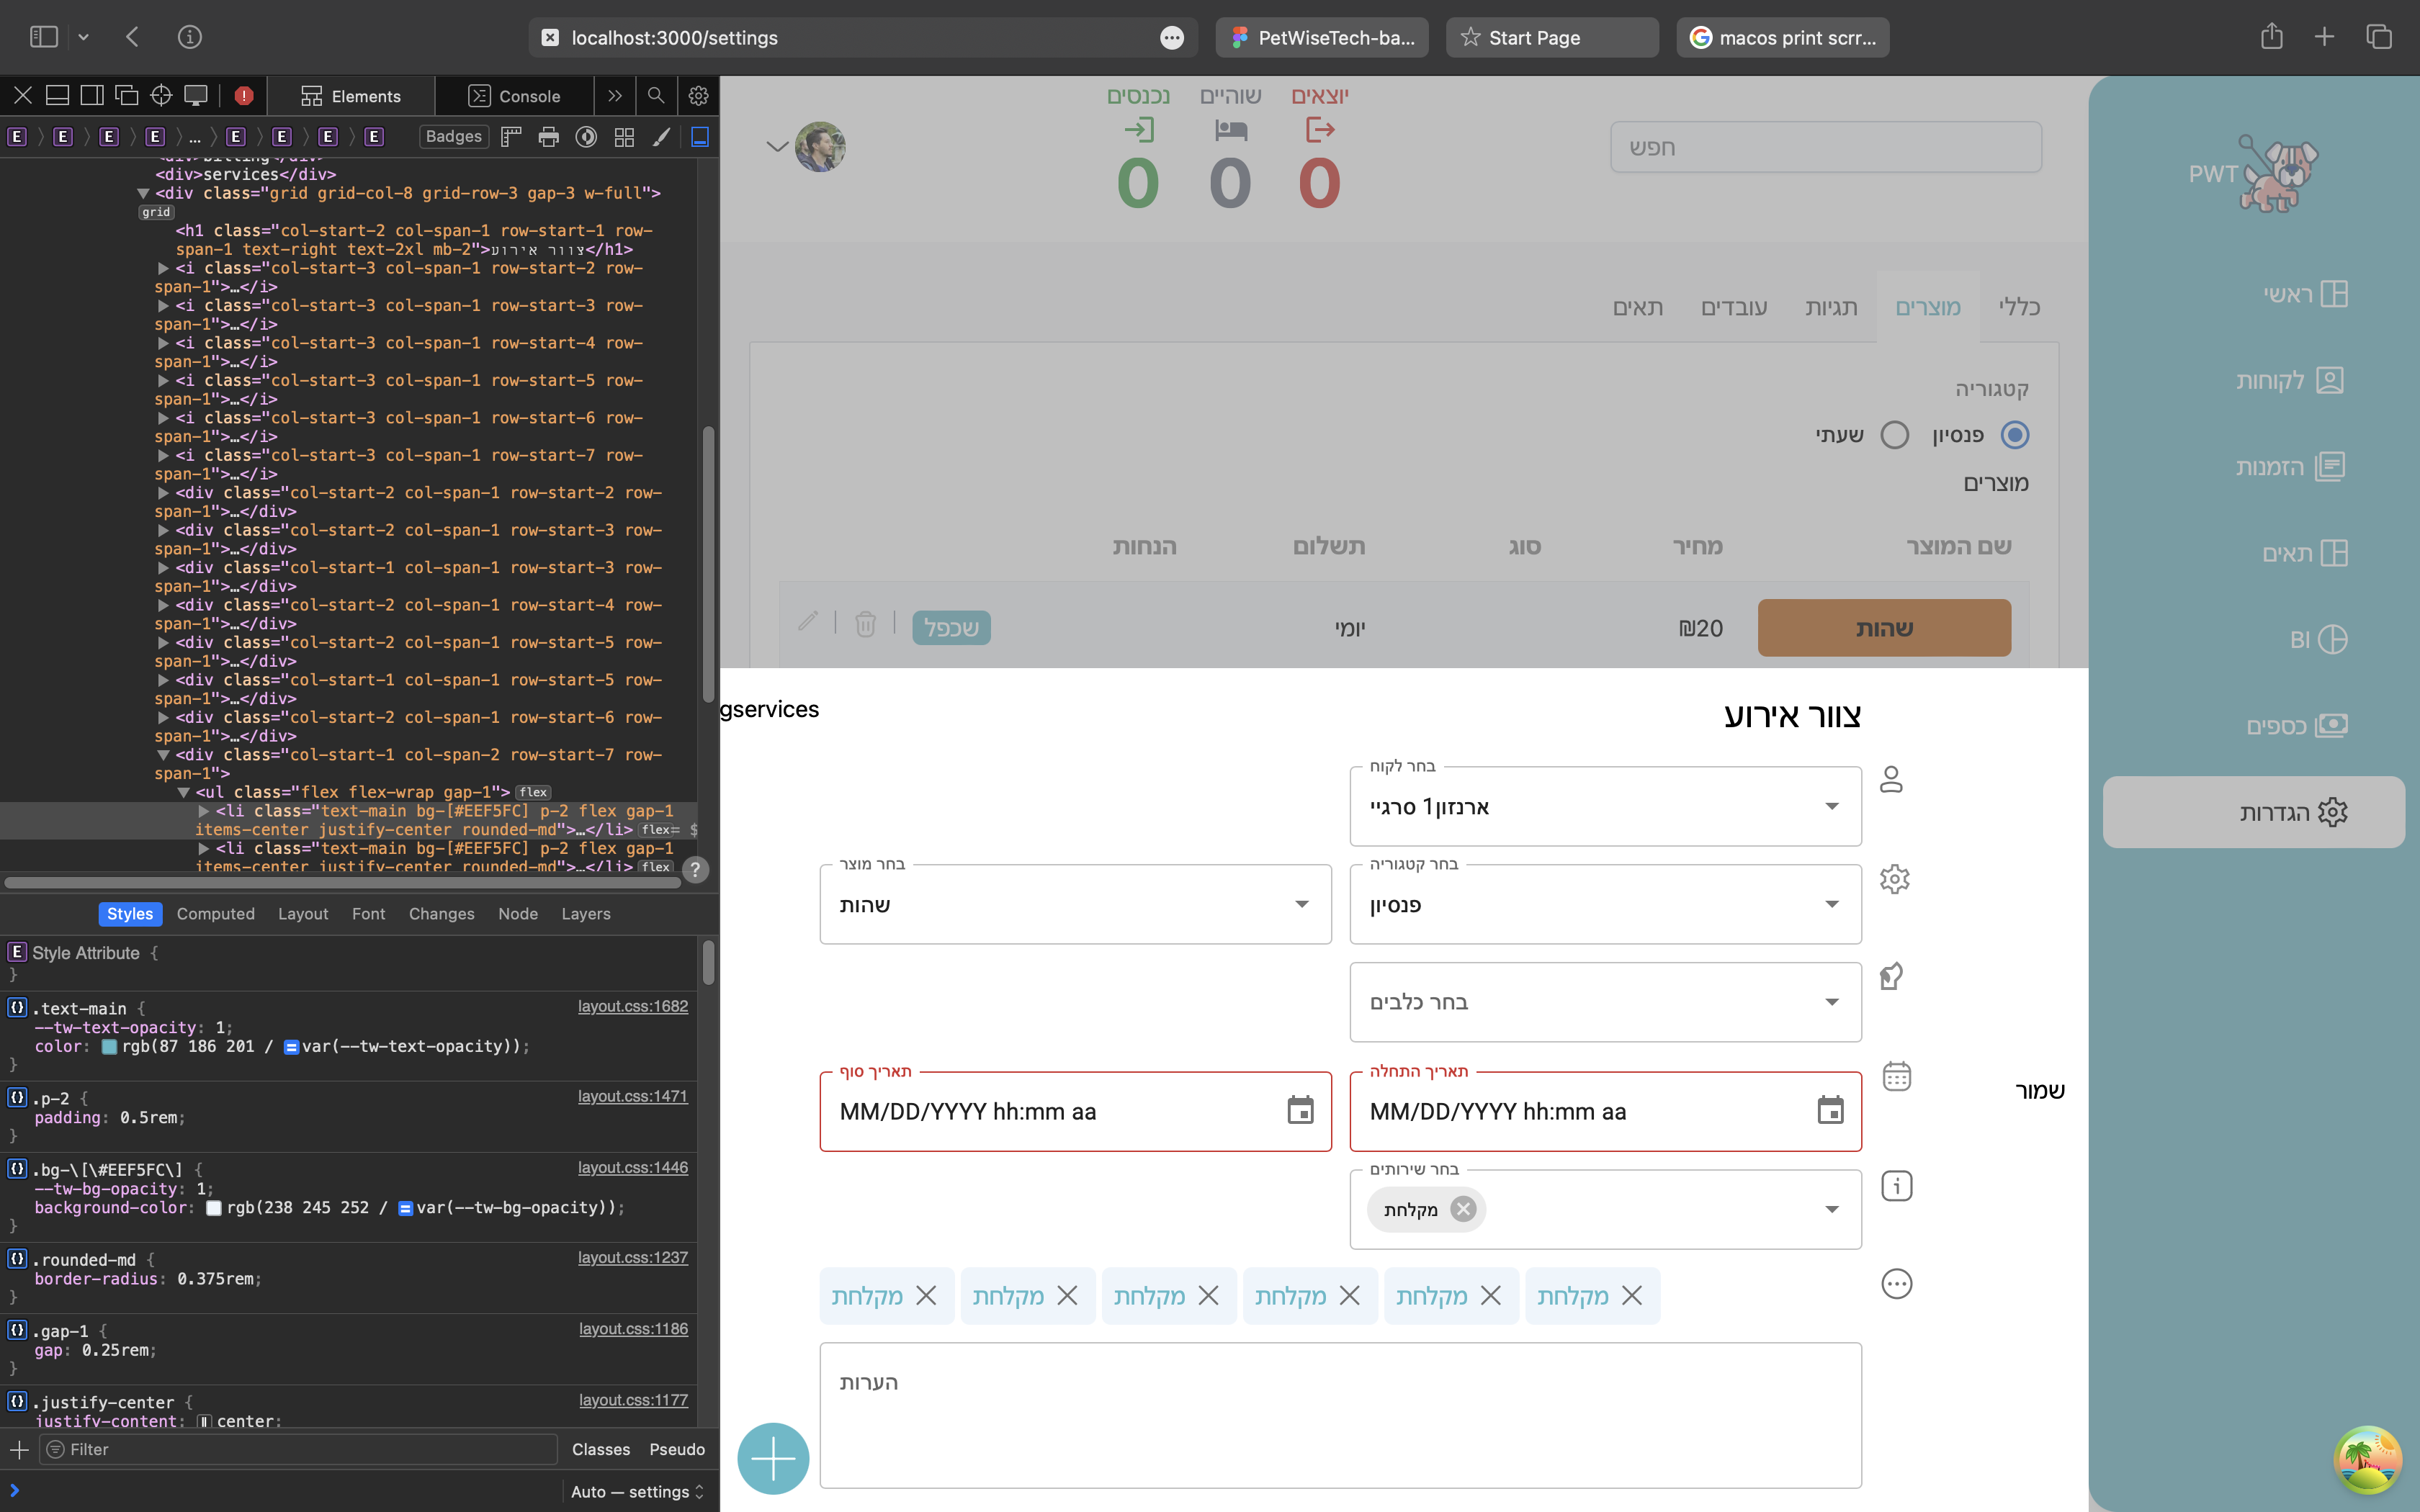 localhost:3000/settings
PetWiseTech-ba...
Start Page
macos print scrr...
Elements
Console
E E E E ... E E E E
Badges
<div>billing</div>
<div>services</div>
<div class="grid grid-col-8 grid-row-3 gap-3 w-full">
grid
<h1 class="col-start-2 col-span-1 row-start-1 row-
span-1 text-right text-2xl mb-2">צוור אירוע</h1>
<i class="col-start-3 col-span-1 row-start-2 row-
span-1">…</i>
<i class="col-start-3 col-span-1 row-start-3 row-
span-1">…</i>
<i class="col-start-3 col-span-1 row-start-4 row-
span-1">…</i>
<i class="col-start-3 col-span-1 row-start-5 row-
span-1">…</i>
<i class="col-start-3 col-span-1 row-start-6 row-
span-1">…</i>
<i class="col-start-3 col-span-1 row-start-7 row-
span-1">…</i>
<div class="col-start-2 col-span-1 row-start-2 row-
span-1">…</div>
<div class="col-start-2 col-span-1 row-start-3 row-
span-1">…</div>
<div class="col-start-1 col-span-1 row-start-3 row-
span-1">…</div>
<div class="col-start-2 col-span-1 row-start-4 row-
span-1">…</div>
<div class="col-start-2 col-span-1 row-start-5 row-
span-1">…</div>
<div class="col-start-1 col-span-1 row-start-5 row-
span-1">…</div>
<div class="col-start-2 col-span-1 row-start-6 row-
span-1">…</div>
<div class="col-start-1 col-span-2 row-start-7 row-
span-1">
<ul class="flex flex-wrap gap-1"> flex
<li class="text-main bg-[#EEF5FC] p-2 flex gap-1
items-center justify-center rounded-md">…</li> flex = $
<li class="text-main bg-[#EEF5FC] p-2 flex gap-1
items-center justify-center rounded-md">…</li> flex
?
Styles Computed Layout Font Changes Node Layers
E Style Attribute {
}
.text-main { layout.css:1682
--tw-text-opacity: 1;
color: rgb(87 186 201 / var(--tw-text-opacity));
}
.p-2 { layout.css:1471
padding: 0.5rem;
}
.bg-\[\#EEF5FC\] { layout.css:1446
--tw-bg-opacity: 1;
background-color: rgb(238 245 252 / var(--tw-bg-opacity));
}
.rounded-md { layout.css:1237
border-radius: 0.375rem;
}
.gap-1 { layout.css:1186
gap: 0.25rem;
}
.justify-center { layout.css:1177
justify-content: center;
Filter
Classes Pseudo
Auto — settings
PWT
ראשי
לקוחות
הזמנות
תאים
BI
כספים
הגדרות
חפש
יוצאים שוהיים נכנסים
0 0 0
כללי מוצרים תגיות עובדים תאים
קטגוריה
פנסיון שעתי
מוצרים
שם המוצר מחיר סוג תשלום הנחות
שהות ₪20 יומי שכפל
gservices
צוור אירוע
בחר לקוח
ארנזון1 סרגיי
בחר קטגוריה
פנסיון
בחר מוצר
שהות
בחר כלבים
תאריך התחלה
MM/DD/YYYY hh:mm aa
תאריך סוף
MM/DD/YYYY hh:mm aa
שמור
בחר שירותים
מקלחת
מקלחת מקלחת מקלחת מקלחת מקלחת מקלחת
הערות